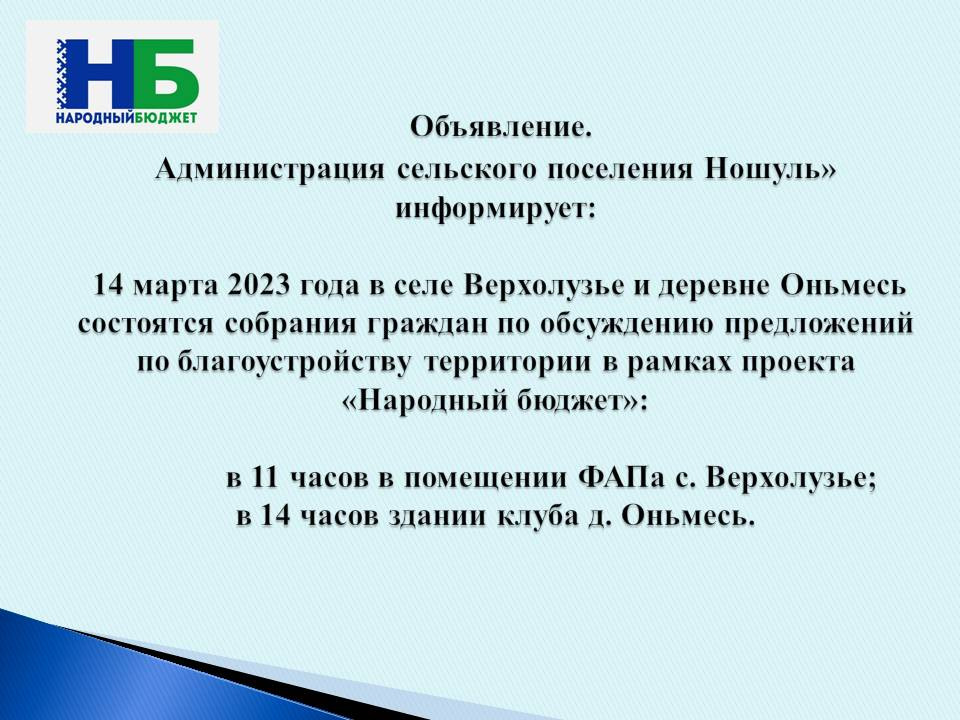 НБ
НАРОДНЫЙБЮДЖЕТ
Объявление.
Администрация сельского поселения Ношуль»
информирует:
14 марта 2023 года в селе Верхолузье и деревне Оньмесь
состоятся собрания граждан по обсуждению предложений
по благоустройству территории в рамках проекта
«Народный бюджет»:
в 11 часов в помещении ФАПа с. Верхолузье;
в 14 часов здании клуба д. Оньмесь.